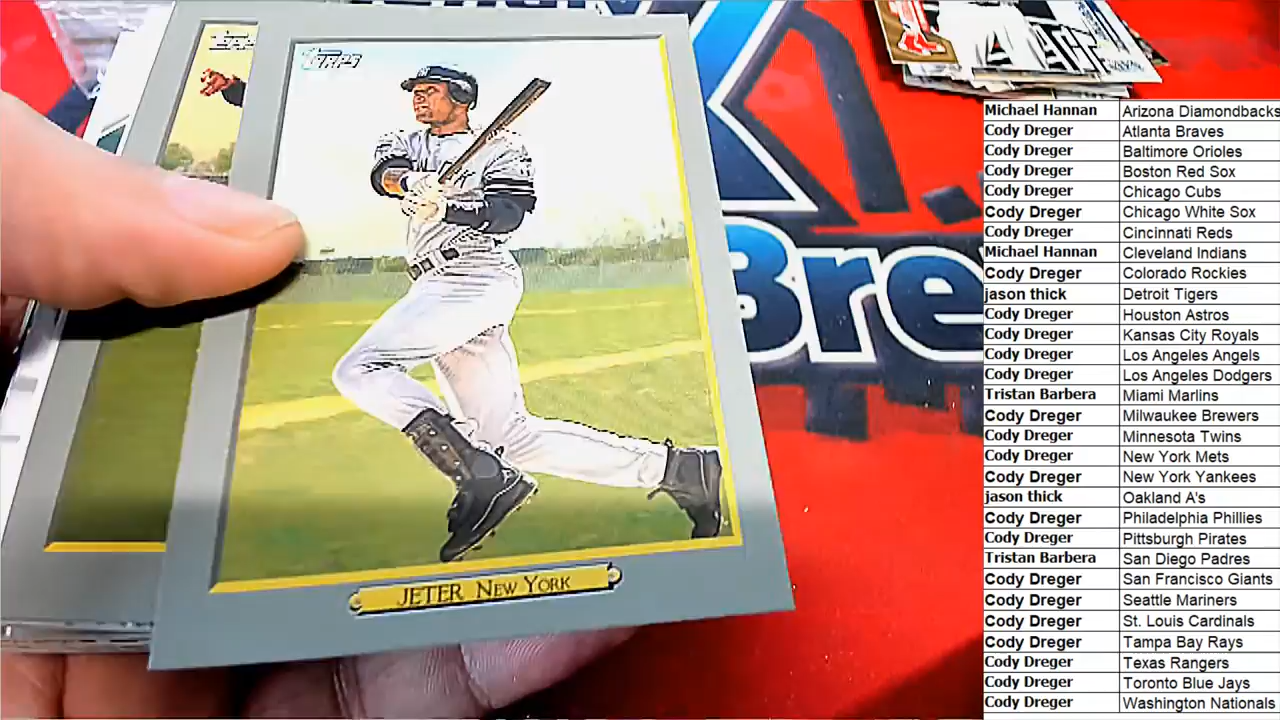 TOPPS
JETER NEW YORK
Bre
Michael Hannan Arizona Diamondbacks
Cody Dreger Atlanta Braves
Cody Dreger Baltimore Orioles
Cody Dreger Boston Red Sox
Cody Dreger Chicago Cubs
Cody Dreger Chicago White Sox
Cody Dreger Cincinnati Reds
Michael Hannan Cleveland Indians
Cody Dreger Colorado Rockies
jason thick Detroit Tigers
Cody Dreger Houston Astros
Cody Dreger Kansas City Royals
Cody Dreger Los Angeles Angels
Cody Dreger Los Angeles Dodgers
Tristan Barbera Miami Marlins
Cody Dreger Milwaukee Brewers
Cody Dreger Minnesota Twins
Cody Dreger New York Mets
Cody Dreger New York Yankees
jason thick Oakland A's
Cody Dreger Philadelphia Phillies
Cody Dreger Pittsburgh Pirates
Tristan Barbera San Diego Padres
Cody Dreger San Francisco Giants
Cody Dreger Seattle Mariners
Cody Dreger St. Louis Cardinals
Cody Dreger Tampa Bay Rays
Cody Dreger Texas Rangers
Cody Dreger Toronto Blue Jays
Cody Dreger Washington Nationals